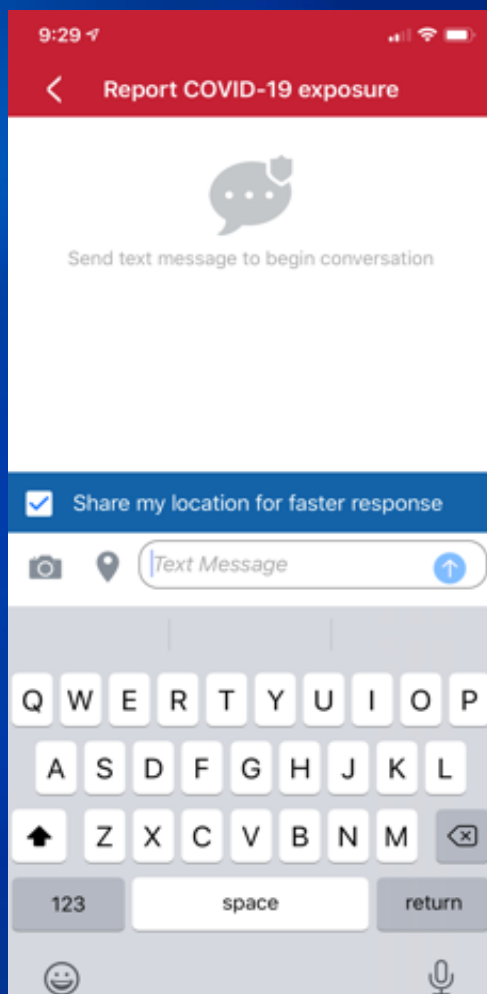 9:29
Report COVID-19 exposure
Send text message to begin conversation
Share my location for faster response
Text Message
Q W E R T Y U I O P
A S D F G H J K L
Z X C V B N M
123 space return